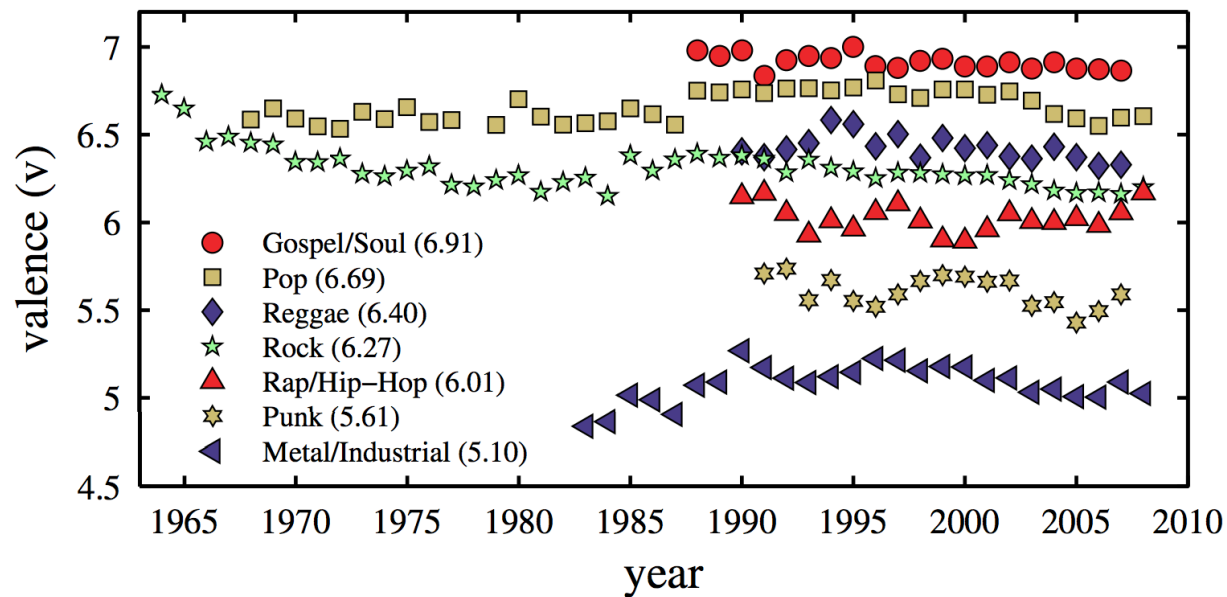 7
6.5
6
5.5
5
4.5
valence (v)
Gospel/Soul (6.91)
Pop (6.69)
Reggae (6.40)
Rock (6.27)
Rap/Hip−Hop (6.01)
Punk (5.61)
Metal/Industrial (5.10)
1965 1970 1975 1980 1985 1990 1995 2000 2005 2010
year